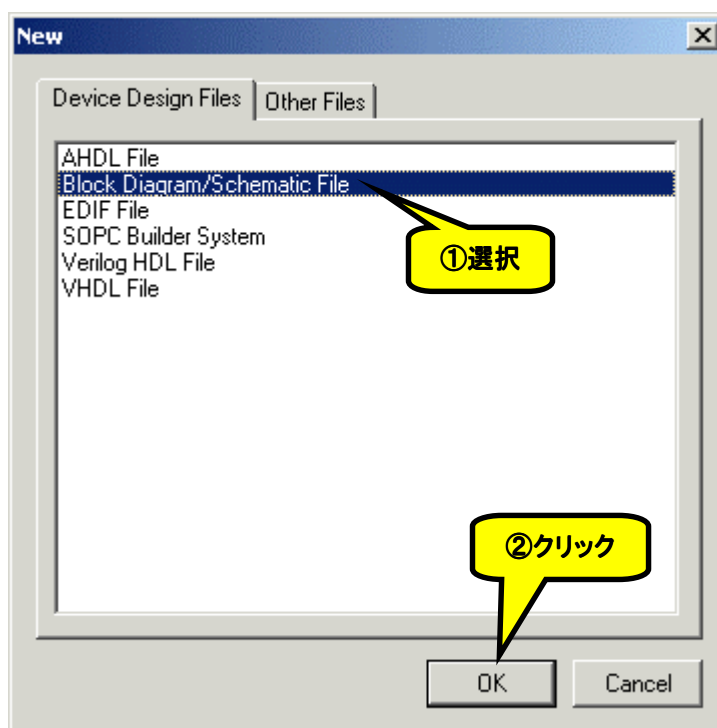 New
Device Design Files
Other Files
AHDL File
Block Diagram/Schematic File
EDIF File
SOPC Builder System
Verilog HDL File
VHDL File
①選択
②クリック
OK
Cancel